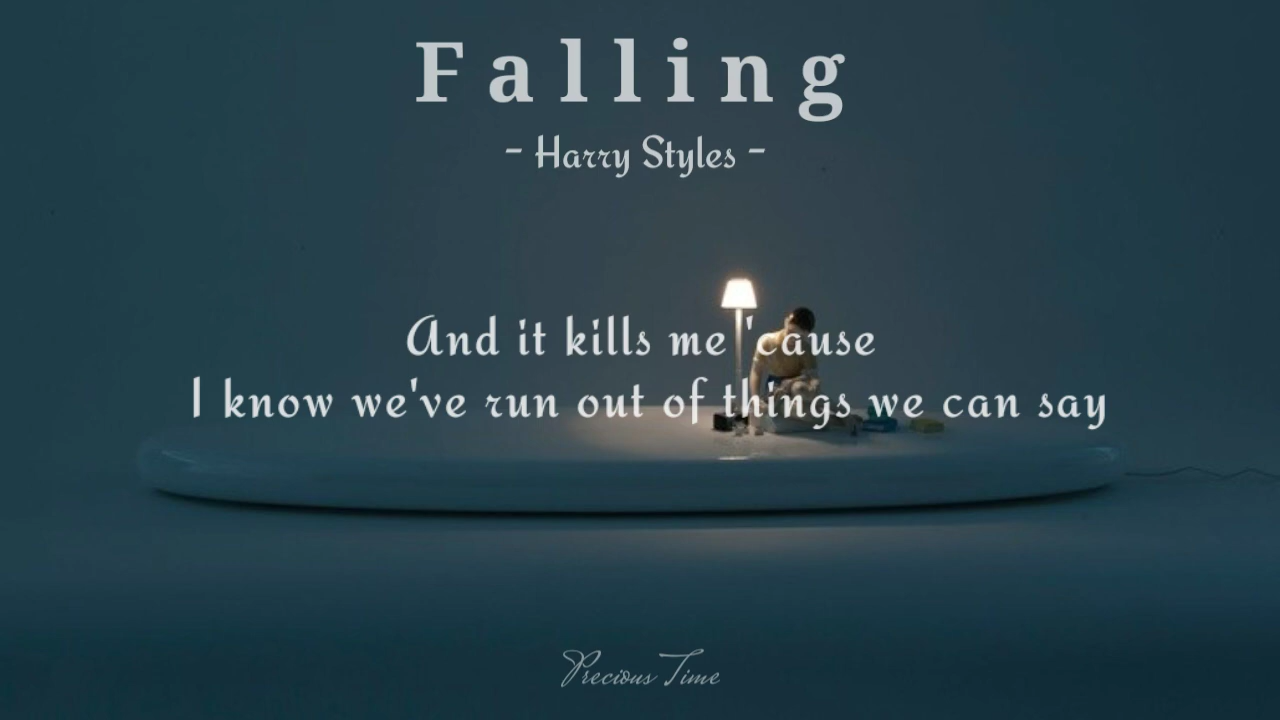 Falling
- Harry Styles -
And it kills me 'cause
I know we've run out of things we can say
Precious Time